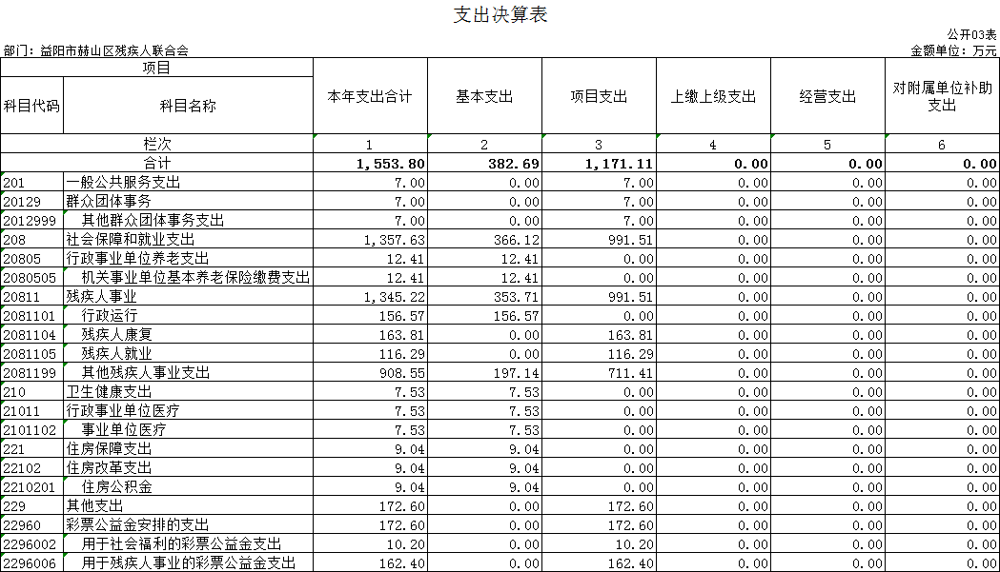 支出决算表
公开03表
部门：益阳市赫山区残疾人联合会 金额单位：万元
项目 本年支出合计 基本支出 项目支出 上缴上级支出 经营支出 对附属单位补助支出
科目代码 科目名称
栏次 1 2 3 4 5 6
合计 1,553.80 382.69 1,171.11 0.00 0.00 0.00
201 一般公共服务支出 7.00 0.00 7.00 0.00 0.00 0.00
20129 群众团体事务 7.00 0.00 7.00 0.00 0.00 0.00
2012999 其他群众团体事务支出 7.00 0.00 7.00 0.00 0.00 0.00
208 社会保障和就业支出 1,357.63 366.12 991.51 0.00 0.00 0.00
20805 行政事业单位养老支出 12.41 12.41 0.00 0.00 0.00 0.00
2080505 机关事业单位基本养老保险缴费支出 12.41 12.41 0.00 0.00 0.00 0.00
20811 残疾人事业 1,345.22 353.71 991.51 0.00 0.00 0.00
2081101 行政运行 156.57 156.57 0.00 0.00 0.00 0.00
2081104 残疾人康复 163.81 0.00 163.81 0.00 0.00 0.00
2081105 残疾人就业 116.29 0.00 116.29 0.00 0.00 0.00
2081199 其他残疾人事业支出 908.55 197.14 711.41 0.00 0.00 0.00
210 卫生健康支出 7.53 7.53 0.00 0.00 0.00 0.00
21011 行政事业单位医疗 7.53 7.53 0.00 0.00 0.00 0.00
2101102 事业单位医疗 7.53 7.53 0.00 0.00 0.00 0.00
221 住房保障支出 9.04 9.04 0.00 0.00 0.00 0.00
22102 住房改革支出 9.04 9.04 0.00 0.00 0.00 0.00
2210201 住房公积金 9.04 9.04 0.00 0.00 0.00 0.00
229 其他支出 172.60 0.00 172.60 0.00 0.00 0.00
22960 彩票公益金安排的支出 172.60 0.00 172.60 0.00 0.00 0.00
2296002 用于社会福利的彩票公益金支出 10.20 0.00 10.20 0.00 0.00 0.00
2296006 用于残疾人事业的彩票公益金支出 162.40 0.00 162.40 0.00 0.00 0.00